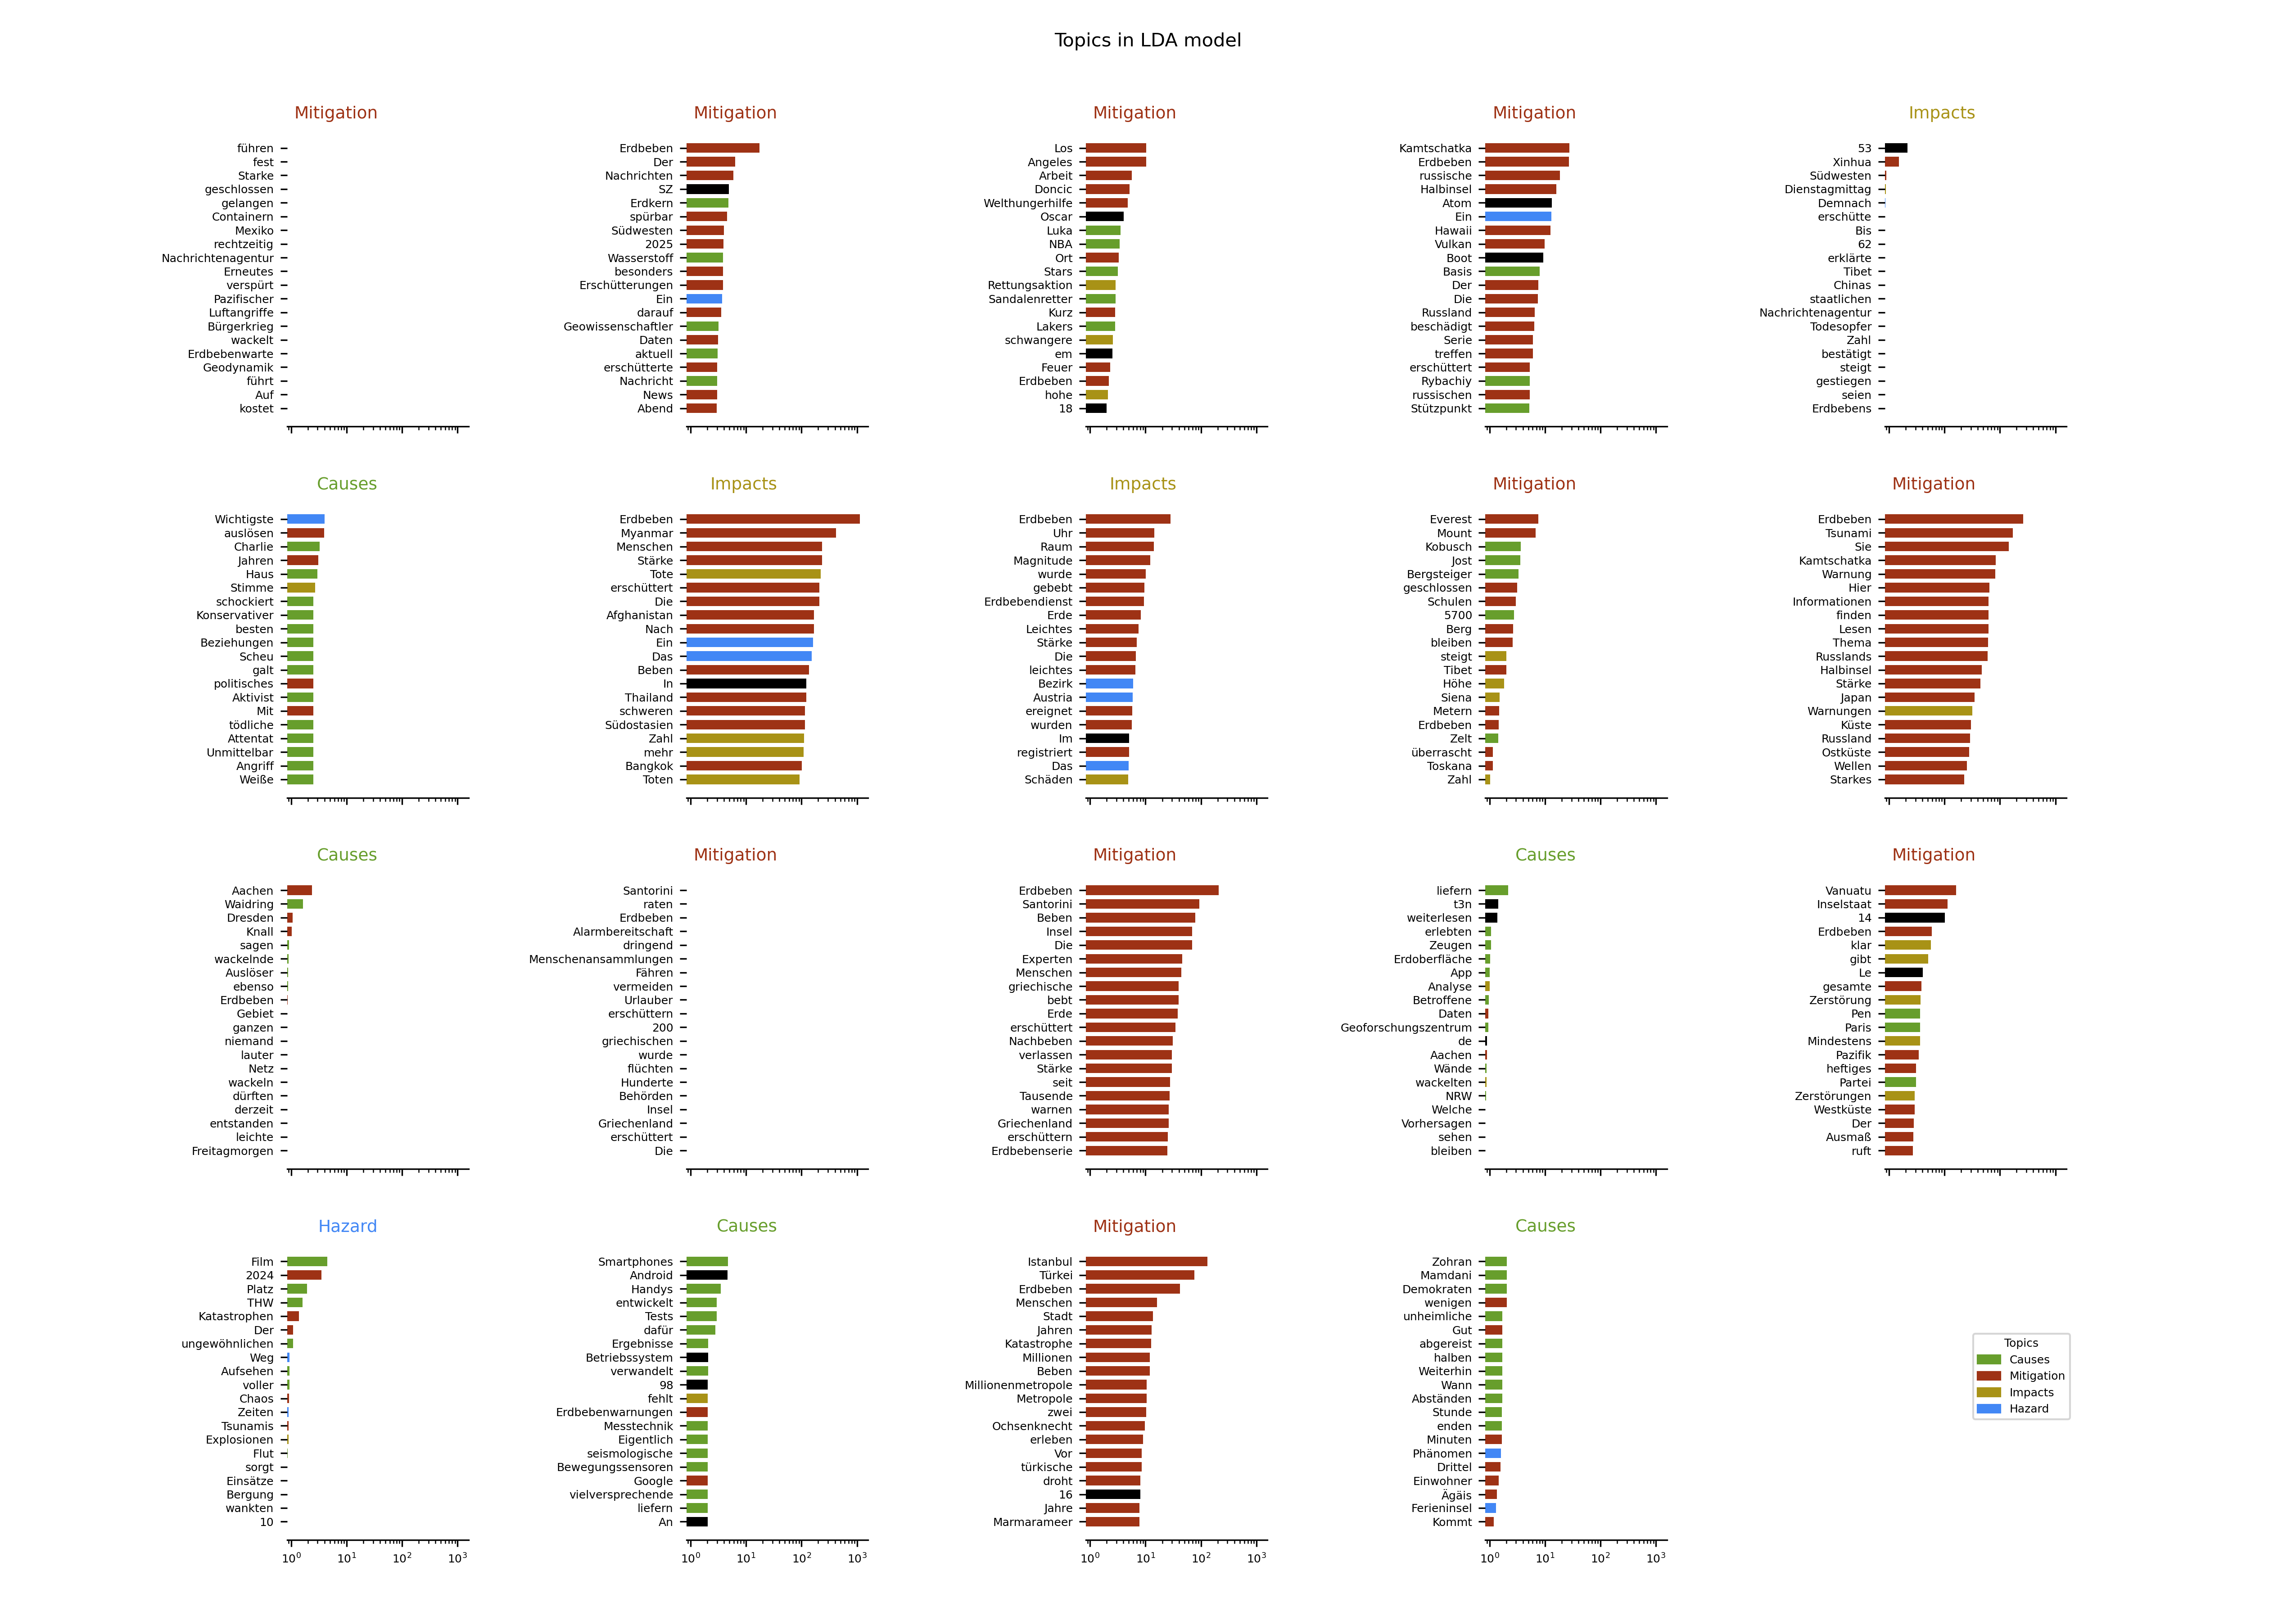 Topics in LDA model
Mitigation
führen
fest
Starke
geschlossen
gelangen
Containern
Mexiko
rechtzeitig
Nachrichtenagentur
Erneutes
verspürt
Pazifischer
Luftangriffe
Bürgerkrieg
wackelt
Erdbebenwarte
Geodynamik
führt
Auf
kostet
Mitigation
Erdbeben
Der
Nachrichten
SZ
Erdkern
spürbar
Südwesten
2025
Wasserstoff
besonders
Erschütterungen
Ein
darauf
Geowissenschaftler
Daten
aktuell
erschütterte
Nachricht
News
Abend
Mitigation
Los
Angeles
Arbeit
Doncic
Welthungerhilfe
Oscar
Luka
NBA
Ort
Stars
Rettungsaktion
Sandalenretter
Kurz
Lakers
schwangere
em
Feuer
Erdbeben
hohe
18
Mitigation
Kamtschatka
Erdbeben
russische
Halbinsel
Atom
Ein
Hawaii
Vulkan
Boot
Basis
Der
Die
Russland
beschädigt
Serie
treffen
erschüttert
Rybachiy
russischen
Stützpunkt
Impacts
53
Xinhua
Südwesten
Dienstagmittag
Demnach
erschütte
Bis
62
erklärte
Tibet
Chinas
staatlichen
Nachrichtenagentur
Todesopfer
Zahl
bestätigt
steigt
gestiegen
seien
Erdbebens
Causes
Wichtigste
auslösen
Charlie
Jahren
Haus
Stimme
schockiert
Konservativer
besten
Beziehungen
Scheu
galt
politisches
Aktivist
Mit
tödliche
Attentat
Unmittelbar
Angriff
Weiße
Impacts
Erdbeben
Myanmar
Menschen
Stärke
Tote
erschüttert
Die
Afghanistan
Nach
Ein
Das
Beben
In
Thailand
schweren
Südostasien
Zahl
mehr
Bangkok
Toten
Impacts
Erdbeben
Uhr
Raum
Magnitude
wurde
gebebt
Erdbebendienst
Erde
Leichtes
Stärke
Die
leichtes
Bezirk
Austria
ereignet
wurden
Im
registriert
Das
Schäden
Mitigation
Everest
Mount
Kobusch
Jost
Bergsteiger
geschlossen
Schulen
5700
Berg
bleiben
steigt
Tibet
Höhe
Siena
Metern
Erdbeben
Zelt
überrascht
Toskana
Zahl
Mitigation
Erdbeben
Tsunami
Sie
Kamtschatka
Warnung
Hier
Informationen
finden
Lesen
Thema
Russlands
Halbinsel
Stärke
Japan
Warnungen
Küste
Russland
Ostküste
Wellen
Starkes
Causes
Aachen
Waidring
Dresden
Knall
sagen
wackelnde
Auslöser
ebenso
Erdbeben
Gebiet
ganzen
niemand
lauter
Netz
wackeln
dürften
derzeit
entstanden
leichte
Freitagmorgen
Mitigation
Santorini
raten
Erdbeben
Alarmbereitschaft
dringend
Menschenansammlungen
Fähren
vermeiden
Urlauber
erschüttern
200
griechischen
wurde
flüchten
Hunderte
Behörden
Insel
Griechenland
erschüttert
Die
Mitigation
Erdbeben
Santorini
Beben
Insel
Die
Experten
Menschen
griechische
bebt
Erde
erschüttert
Nachbeben
verlassen
Stärke
seit
Tausende
warnen
Griechenland
erschüttern
Erdbebenserie
Causes
liefern
t3n
weiterlesen
erlebten
Zeugen
Erdoberfläche
App
Analyse
Betroffene
Daten
Geoforschungszentrum
de
Aachen
Wände
wackelten
NRW
Welche
Vorhersagen
sehen
bleiben
Mitigation
Vanuatu
Inselstaat
14
Erdbeben
klar
gibt
Le
gesamte
Zerstörung
Pen
Paris
Mindestens
Pazifik
heftiges
Partei
Zerstörungen
Westküste
Der
Ausmaß
ruft
Hazard
Film
2024
Platz
THW
Katastrophen
Der
ungewöhnlichen
Weg
Aufsehen
voller
Chaos
Zeiten
Tsunamis
Explosionen
Flut
sorgt
Einsätze
Bergung
wankten
10
10⁰ 10¹ 10² 10³
Causes
Smartphones
Android
Handys
entwickelt
Tests
dafür
Ergebnisse
Betriebssystem
verwandelt
98
fehlt
Erdbebenwarnungen
Messtechnik
Eigentlich
seismologische
Bewegungssensoren
Google
vielversprechende
liefern
An
10⁰ 10¹ 10² 10³
Mitigation
Istanbul
Türkei
Erdbeben
Menschen
Stadt
Jahren
Katastrophe
Millionen
Beben
Millionenmetropole
Metropole
zwei
Ochsenknecht
erleben
Vor
türkische
droht
16
Jahre
Marmarameer
10⁰ 10¹ 10² 10³
Causes
Zohran
Mamdani
Demokraten
wenigen
unheimliche
Gut
abgereist
halben
Weiterhin
Wann
Abständen
Stunde
enden
Minuten
Phänomen
Drittel
Einwohner
Ägäis
Ferieninsel
Kommt
10⁰ 10¹ 10² 10³
Topics
Causes
Mitigation
Impacts
Hazard